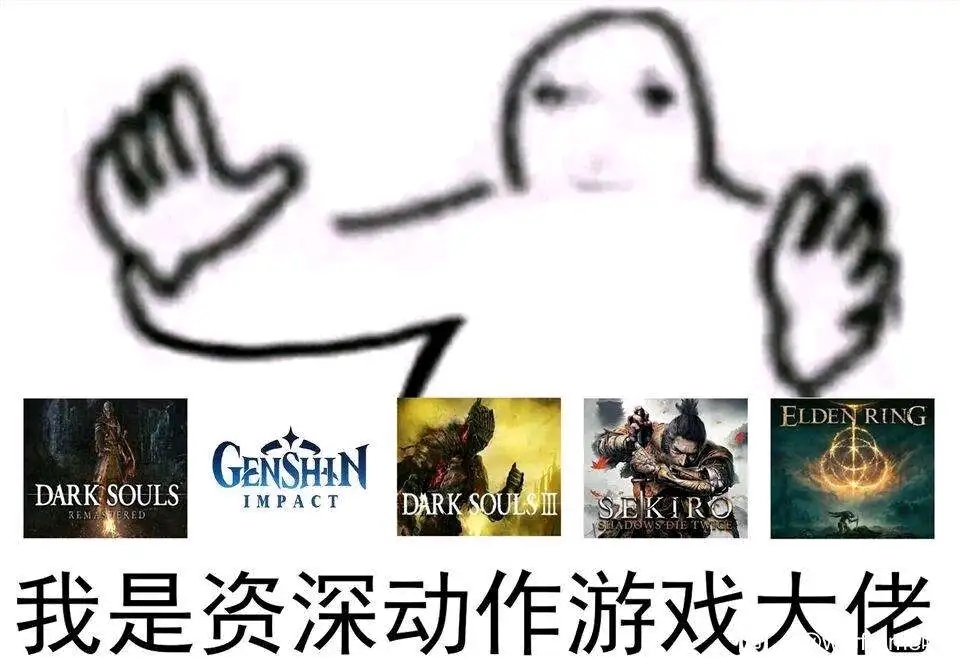 DARK SOULS
REMASTERED
GENSHIN
IMPACT
DARK SOULS III
SEKIRO
SHADOWS DIE TWICE
ELDEN RING
我是资深动作游戏大佬